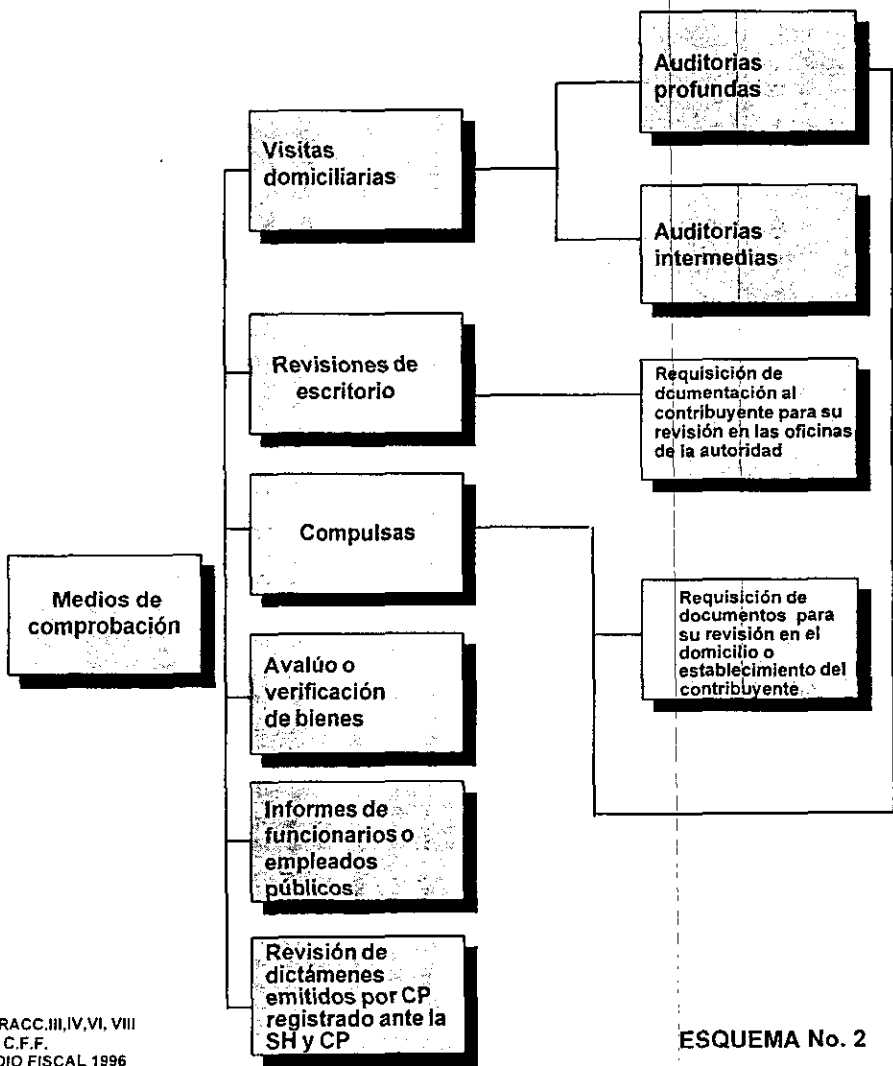 Auditorias
profundas
Visitas
domiciliarias
Auditorias
intermedias
Revisiones de
escritorio
Requisición de
dcumentación al
contribuyente para su
revisión en las oficinas
de la autoridad
Compulsas
Medios de
comprobación
Requisición de
documentos para
su revisión en el
domicilio o
establecimiento del
contribuyente
Avalúo o
verificación
de bienes
Informes de
funcionarios o
empleados
públicos
Revisión de
dictámenes
emitidos por CP
registrado ante la
SH y CP
RACC.III,IV,VI, VIII
C.F.F.
DIO FISCAL 1996
ESQUEMA No. 2